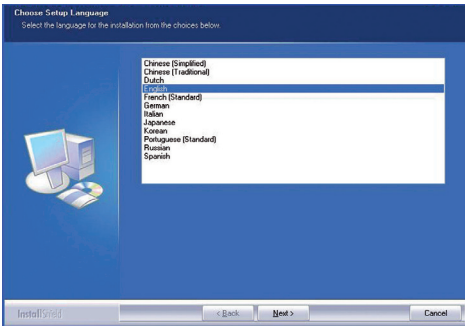 Choose Setup Language
Select the language for the installation from the choices below.
Chinese (Simplified)
Chinese (Traditional)
Dutch
English
French (Standard)
German
Italian
Japanese
Korean
Portuguese (Standard)
Russian
Spanish
InstallShield
< Back
Next >
Cancel